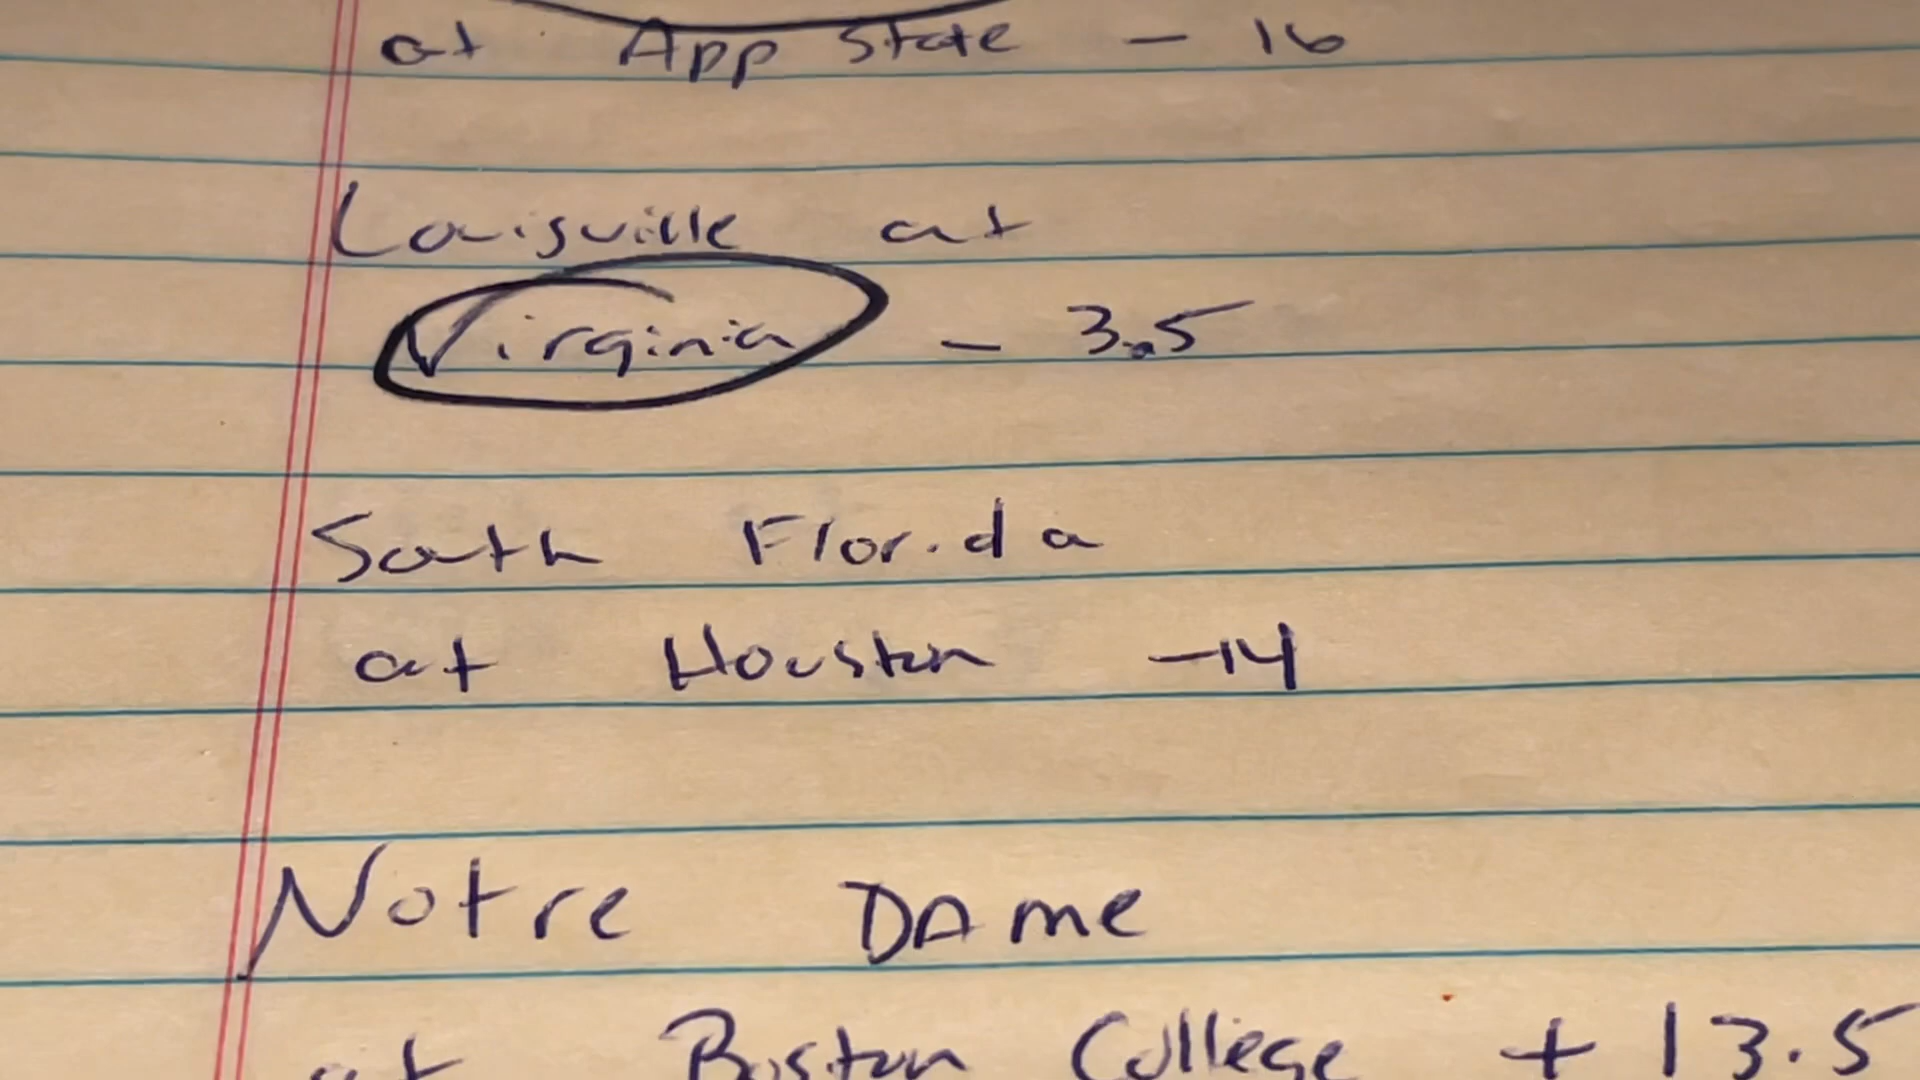 at App State - 16
Louisville at
Virginia - 3.5
South Florida
at Houston -14
Notre DAme
at Boston College + 13.5